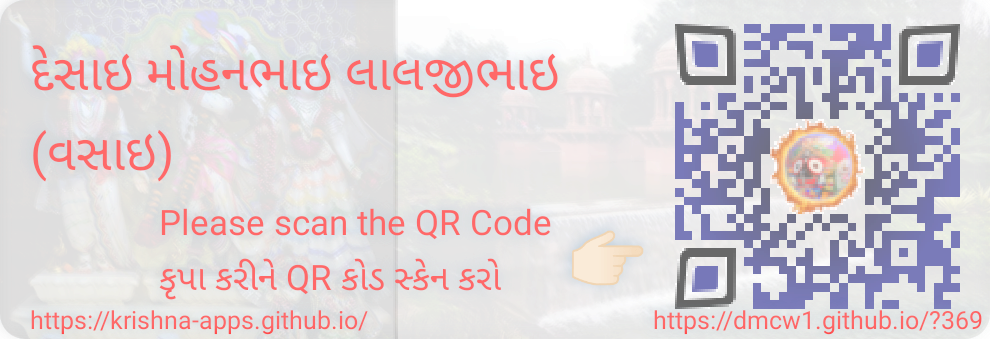 દેસાઇ મોહનભાઇ લાલજીભાઇ
(વસાઇ)
Please scan the QR Code
કૃપા કરીને QR કોડ સ્કેન કરો
https://krishna-apps.github.io/
https://dmcw1.github.io/?369